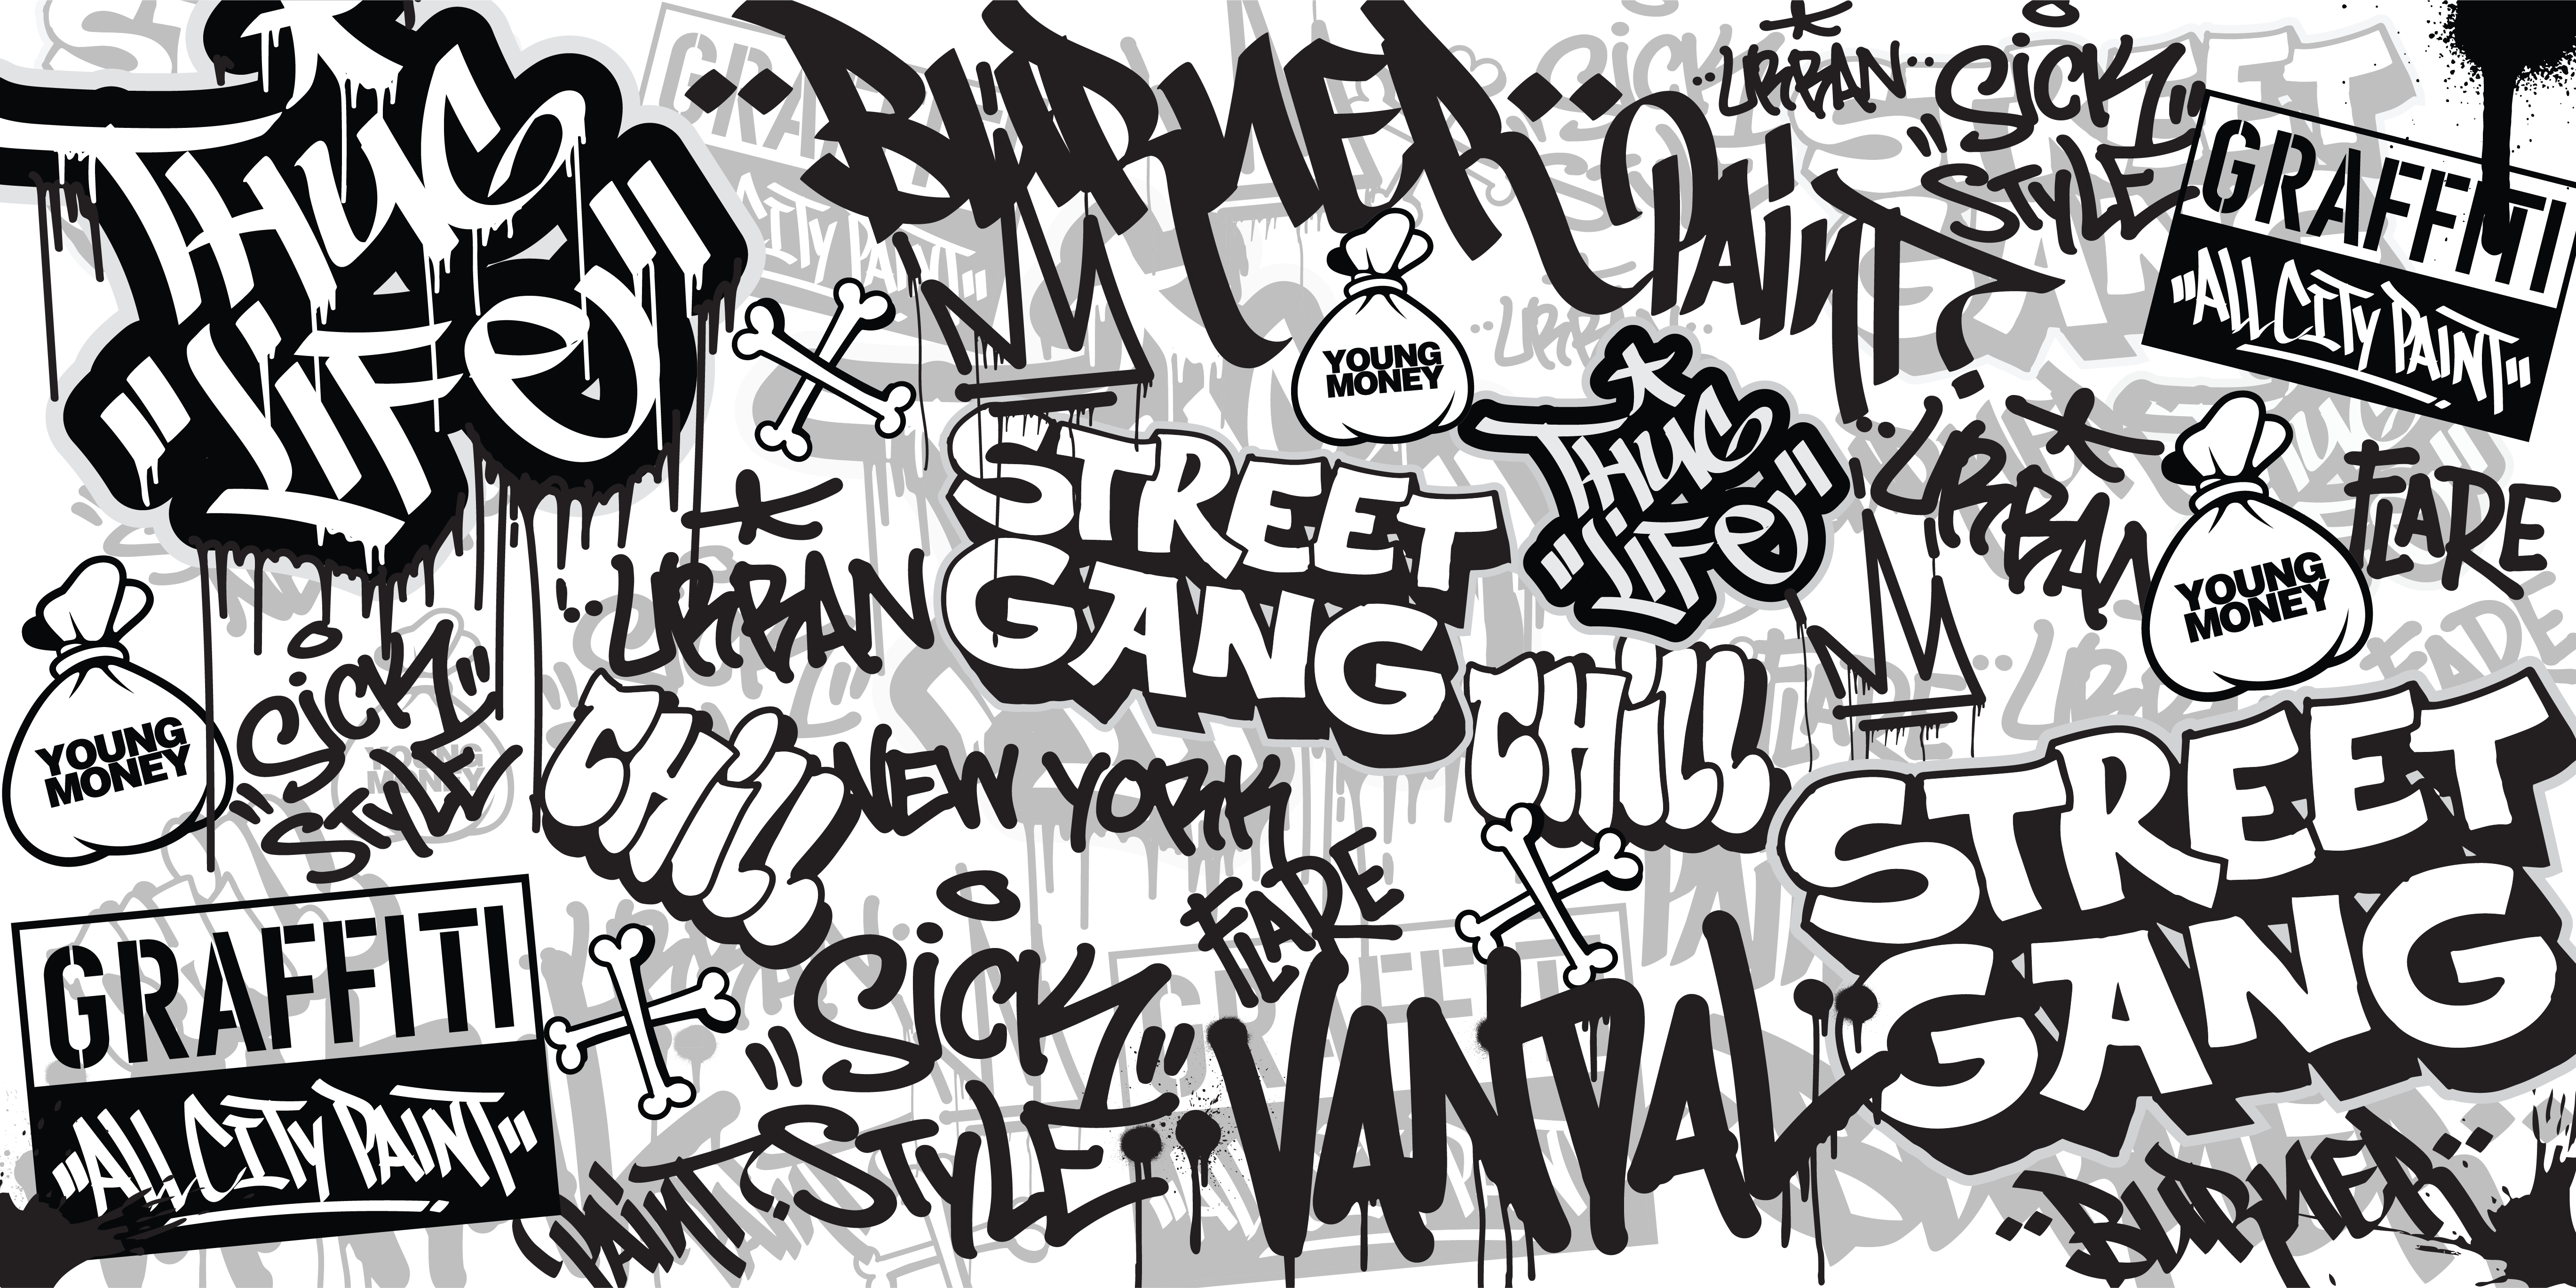 THUG
"LIFE"
BURNER
PAINT
URBAN
"SICK"
STYLE
GRAFFITI
"ALL CITY PAINT"
YOUNG
MONEY
STREET
GANG
THUG
"LIFE"
URBAN
YOUNG
MONEY
FLARE
URBAN
YOUNG
MONEY
SICK"
"STYLE
CHILL
NEW YORK
CHILL
STREET
GANG
GRAFFITI
"ALL CITY PAINT"
FLARE
"SICK"
STYLE
VANDAL
PAINT
BURNER